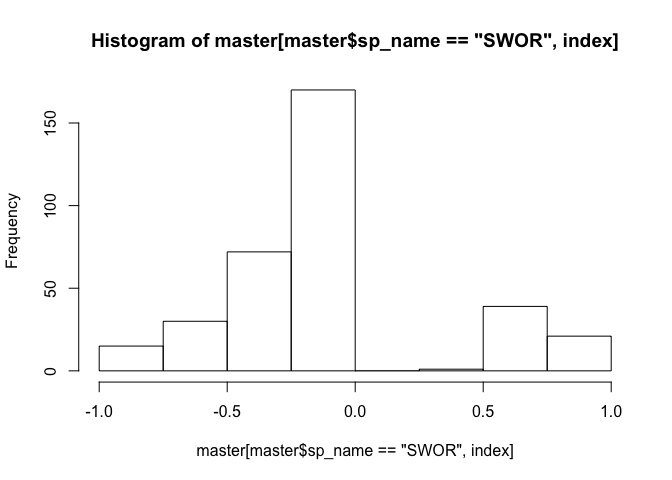 Histogram of master[master$sp_name == "SWOR", index]
Frequency
150
100
50
0
-1.0 -0.5 0.0 0.5 1.0
master[master$sp_name == "SWOR", index]